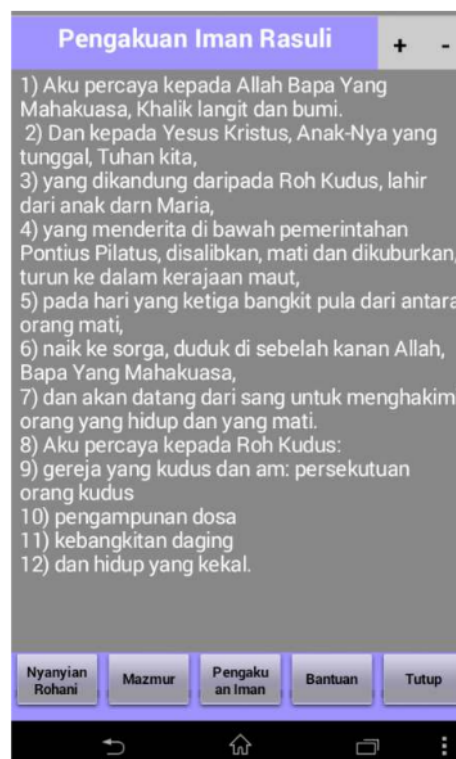 Pengakuan Iman Rasuli
+ -
1) Aku percaya kepada Allah Bapa Yang
Mahakuasa, Khalik langit dan bumi.
2) Dan kepada Yesus Kristus, Anak-Nya yang
tunggal, Tuhan kita,
3) yang dikandung daripada Roh Kudus, lahir
dari anak darn Maria,
4) yang menderita di bawah pemerintahan
Pontius Pilatus, disalibkan, mati dan dikuburkan,
turun ke dalam kerajaan maut,
5) pada hari yang ketiga bangkit pula dari antara
orang mati,
6) naik ke sorga, duduk di sebelah kanan Allah,
Bapa Yang Mahakuasa,
7) dan akan datang dari sang untuk menghakim
orang yang hidup dan yang mati.
8) Aku percaya kepada Roh Kudus:
9) gereja yang kudus dan am: persekutuan
orang kudus
10) pengampunan dosa
11) kebangkitan daging
12) dan hidup yang kekal.
Nyanyian
Rohani
Mazmur
Pengaku
an Iman
Bantuan
Tutup